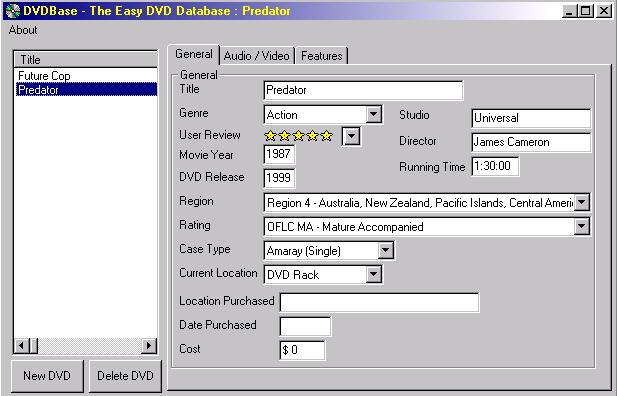 DVDBase - The Easy DVD Database : Predator
About
Title
Future Cop
Predator
New DVD
Delete DVD
General
Audio / Video
Features
General
Title
Predator
Genre
Action
Studio
Universal
User Review
Director
James Cameron
Movie Year
1987
Running Time
1:30:00
DVD Release
1999
Region
Region 4 - Australia, New Zealand, Pacific Islands, Central Ameri
Rating
OFLC MA - Mature Accompanied
Case Type
Amaray (Single)
Current Location
DVD Rack
Location Purchased
Date Purchased
Cost
$ 0